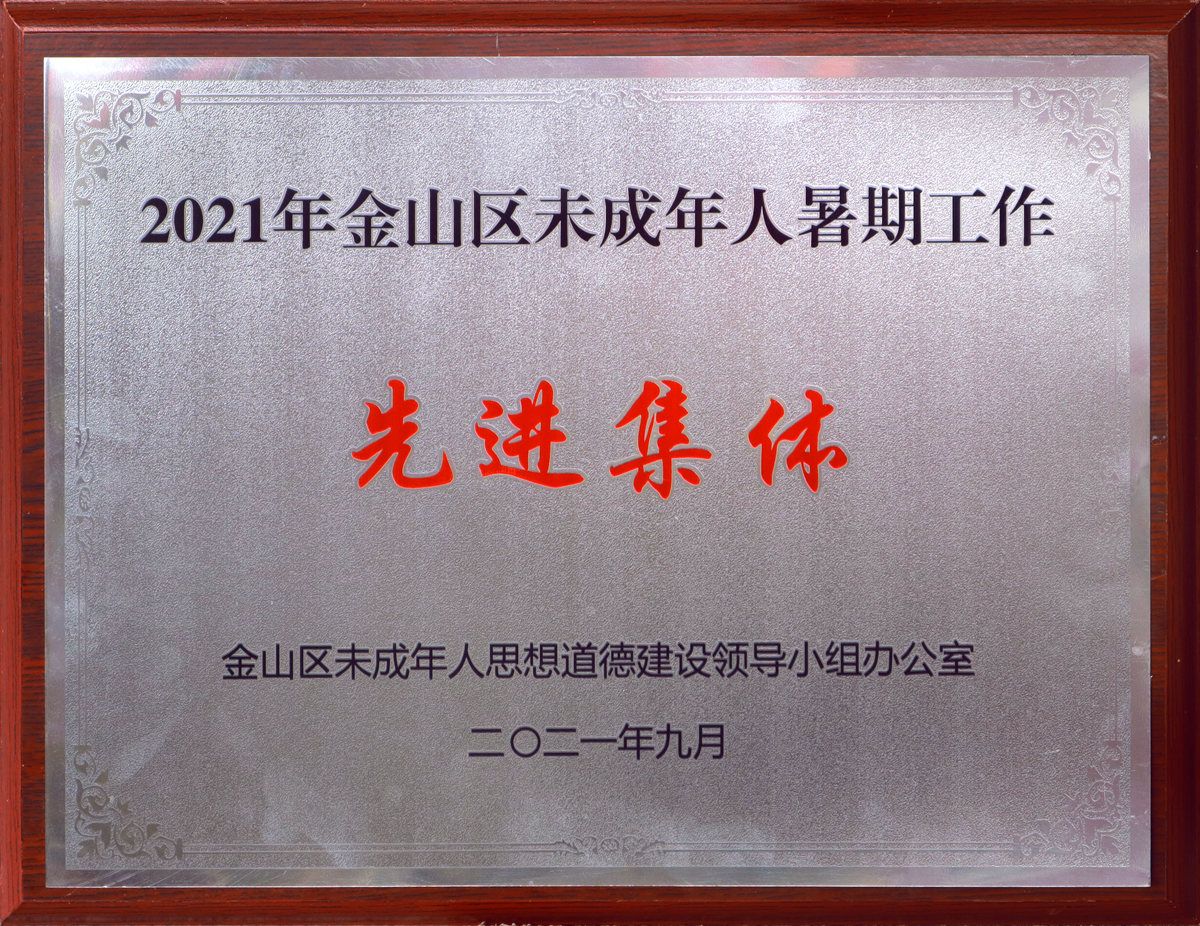 2021年金山区未成年人暑期工作
先进集体
金山区未成年人思想道德建设领导小组办公室
二〇二一年九月